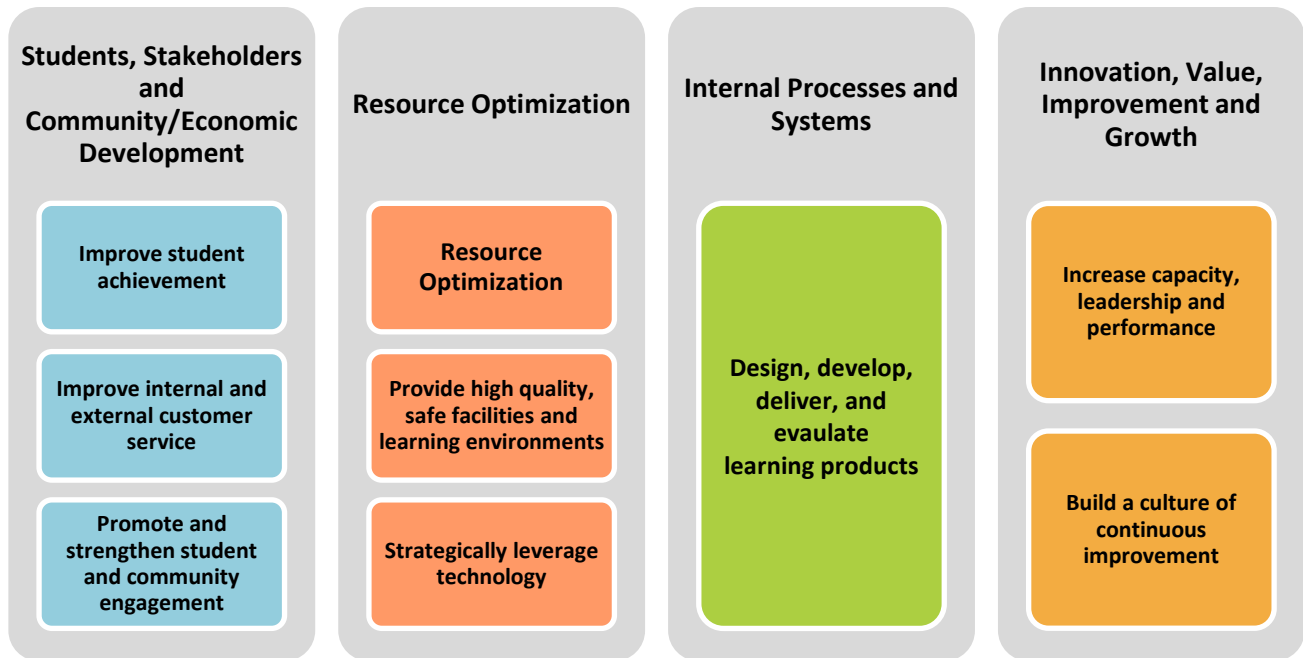 Students, Stakeholders
and
Community/Economic
Development
Improve student
achievement
Improve internal and
external customer
service
Promote and
strengthen student
and community
engagement
Resource Optimization
Resource
Optimization
Provide high quality,
safe facilities and
learning environments
Strategically leverage
technology
Internal Processes and
Systems
Design, develop,
deliver, and
evaulate
learning products
Innovation, Value,
Improvement and
Growth
Increase capacity,
leadership and
performance
Build a culture of
continuous
improvement